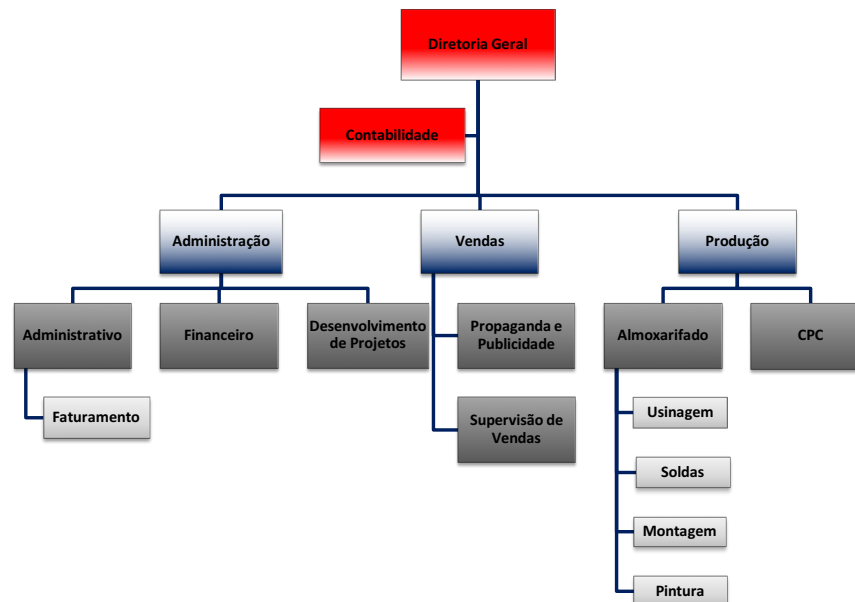 Diretoria Geral
Contabilidade
Administração
Vendas
Produção
Administrativo
Financeiro
Desenvolvimento
de Projetos
Propaganda e
Publicidade
Almoxarifado
CPC
Faturamento
Supervisão de
Vendas
Usinagem
Soldas
Montagem
Pintura